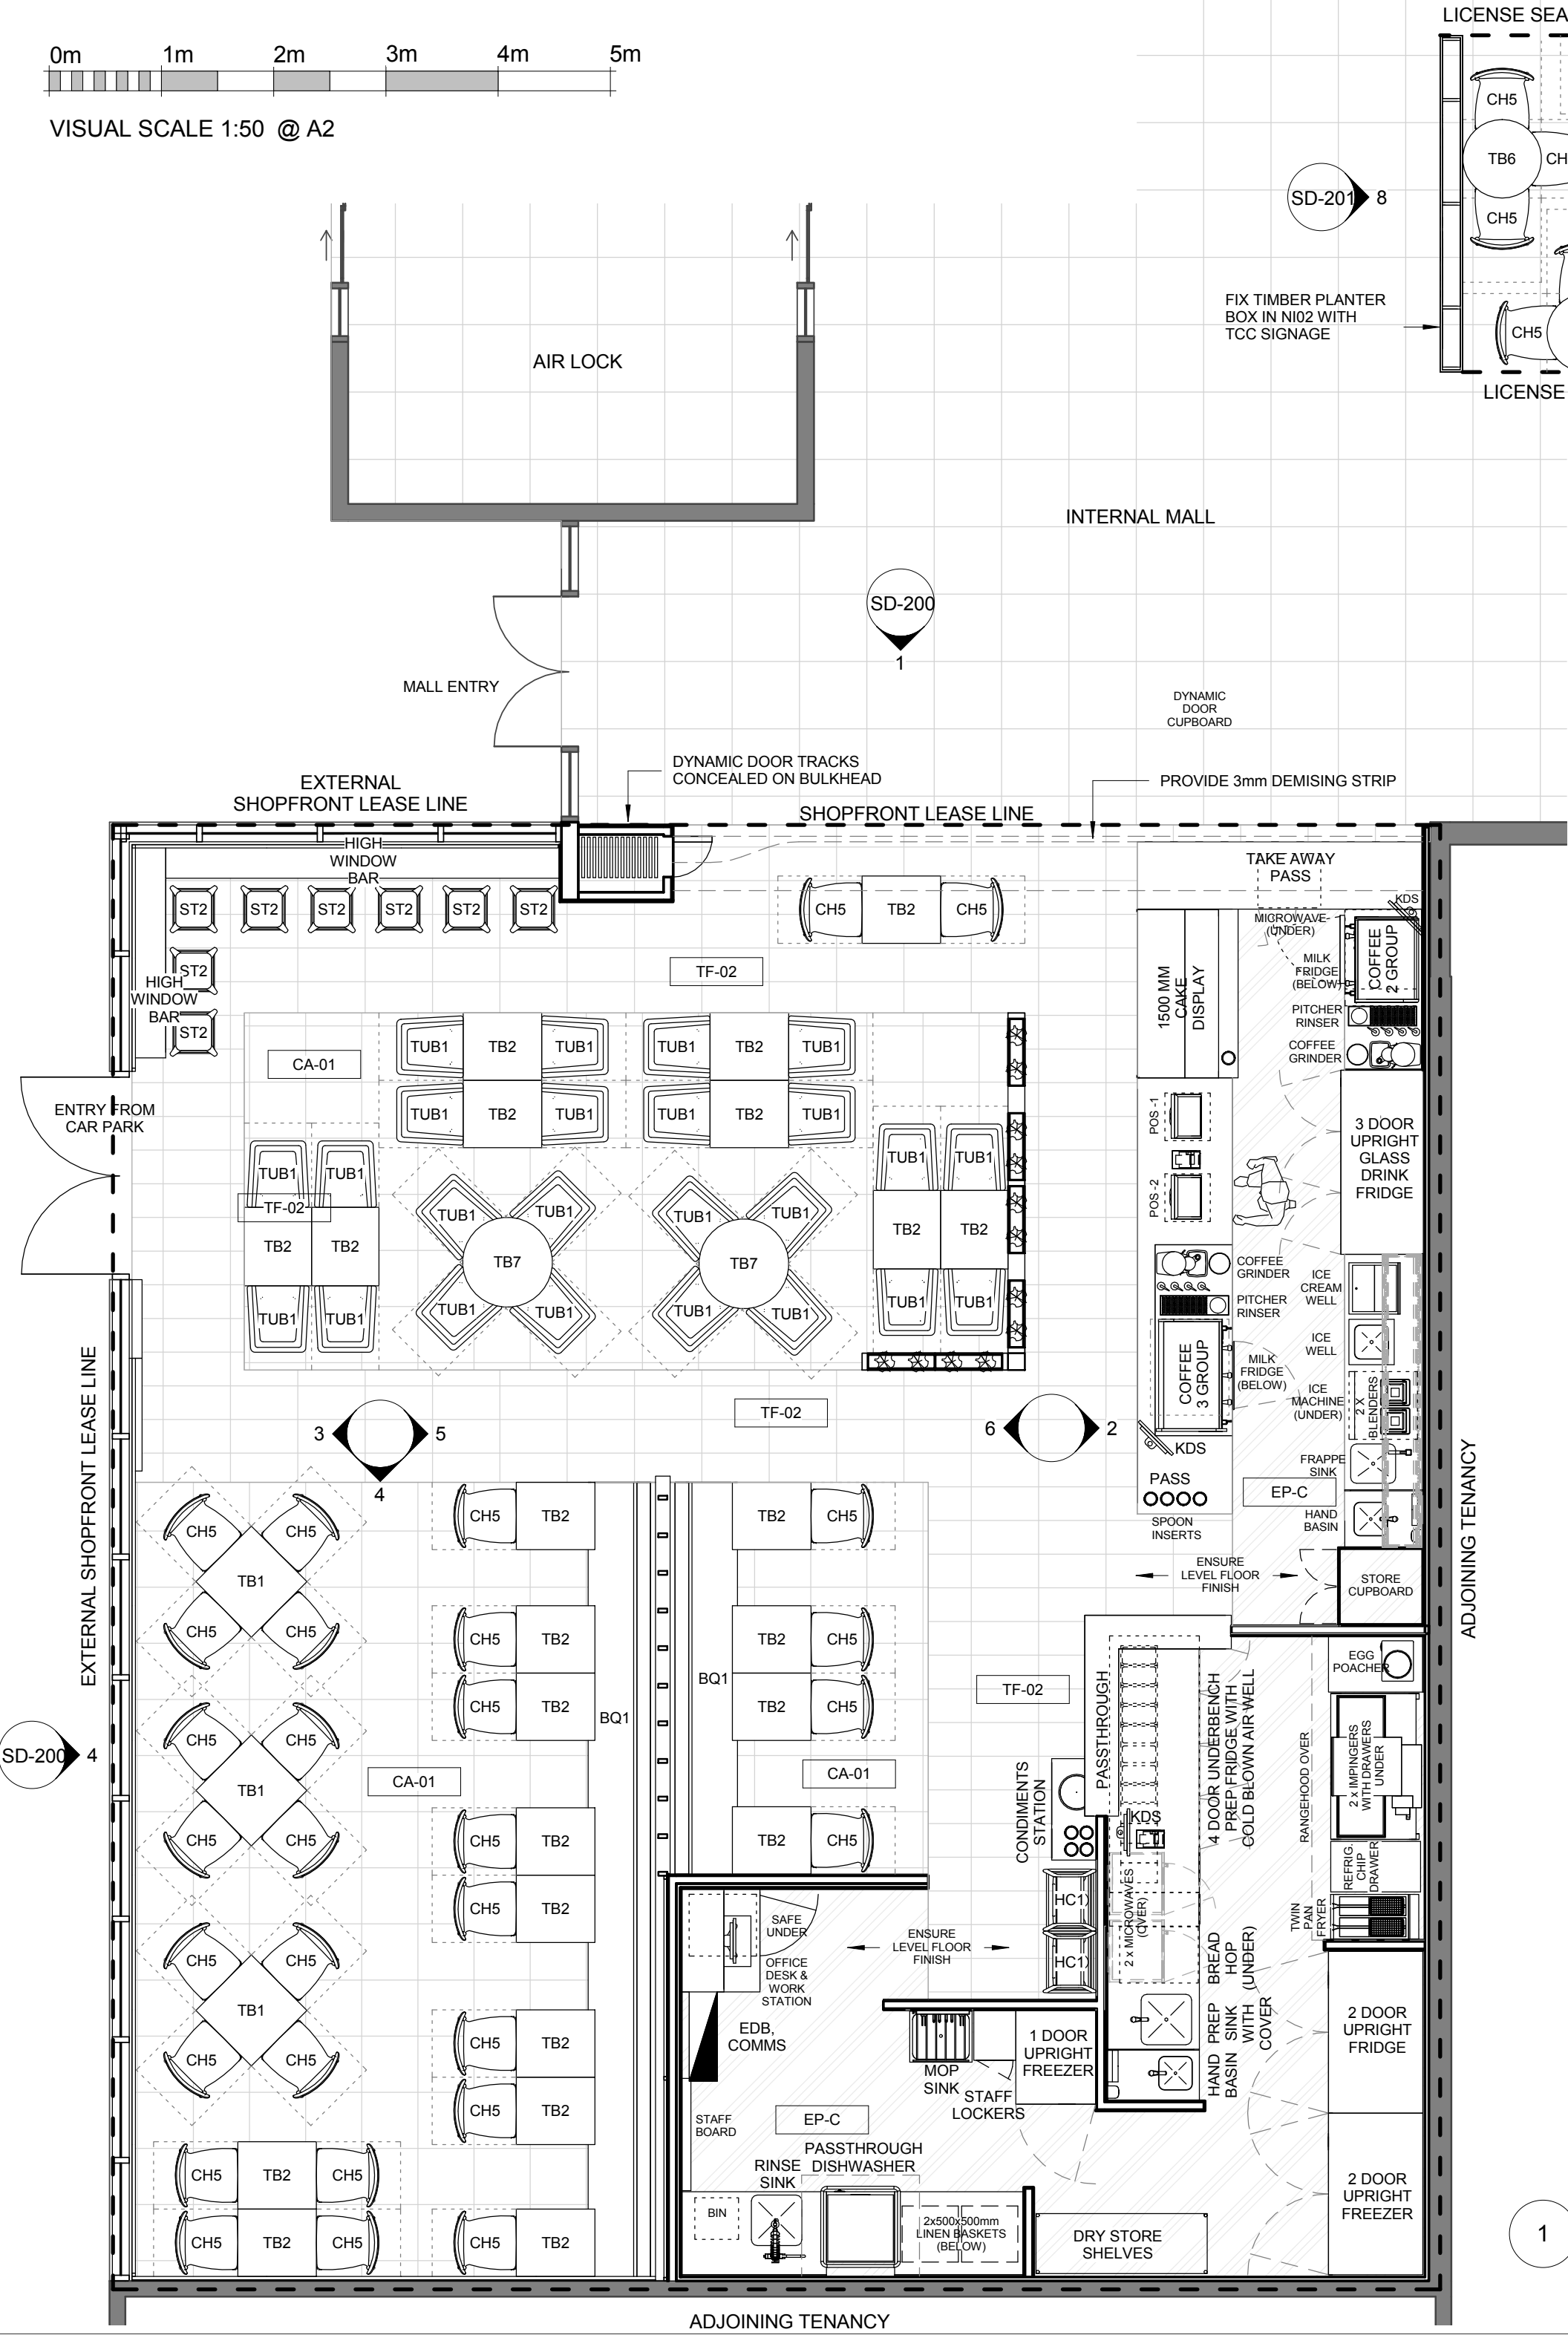 0m 1m 2m 3m 4m 5m
VISUAL SCALE 1:50 @ A2
LICENSE SEA
CH5
TB6
CH
CH5
SD-201 8
FIX TIMBER PLANTER
BOX IN NI02 WITH
TCC SIGNAGE
CH5
LICENSE
AIR LOCK
INTERNAL MALL
SD-200
1
MALL ENTRY
DYNAMIC
DOOR
CUPBOARD
DYNAMIC DOOR TRACKS
CONCEALED ON BULKHEAD
PROVIDE 3mm DEMISING STRIP
EXTERNAL
SHOPFRONT LEASE LINE
SHOPFRONT LEASE LINE
HIGH
WINDOW
BAR
TAKE AWAY
PASS
KDS
ST2 ST2 ST2 ST2 ST2 ST2
CH5 TB2 CH5
MICROWAVE-
(UNDER)
COFFEE
2 GROUP
MILK
FRIDGE
(BELOW)
1500 MM
CAKE
DISPLAY
TF-02
ST2
HIGH
WINDOW
BAR
ST2
PITCHER
RINSER
COFFEE
GRINDER
CA-01
TUB1 TB2 TUB1 TUB1 TB2 TUB1
TUB1 TB2 TUB1 TUB1 TB2 TUB1
ENTRY FROM
CAR PARK
POS -1
3 DOOR
UPRIGHT
GLASS
DRINK
FRIDGE
TUB1 TUB1
TUB1 TUB1
TF-02
POS -2
TUB1 TUB1 TUB1 TUB1
TB2 TB2 TB7 TB7 TB2 TB2
TUB1 TUB1 TUB1 TUB1 TUB1 TUB1 TUB1 TUB1
COFFEE
GRINDER
PITCHER
RINSER
ICE
CREAM
WELL
ICE
WELL
COFFEE
3 GROUP
MILK
FRIDGE
(BELOW)
ICE
MACHINE
(UNDER)
2 X
BLENDERS
EXTERNAL SHOPFRONT LEASE LINE
TF-02
3 5
4
6 2
KDS
PASS
SPOON
INSERTS
FRAPPE
SINK
EP-C
HAND
BASIN
ADJOINING TENANCY
ENSURE
LEVEL FLOOR
FINISH
STORE
CUPBOARD
CH5 CH5 CH5 TB2 TB2 CH5
TB1
CH5 CH5 CH5 TB2 TB2 CH5
CH5 TB2 TB2 CH5
BQ1
BQ1
TF-02
PASSTHROUGH
4 DOOR UNDERBENCH
PREP FRIDGE WITH
COLD BLOWN AIR WELL
RANGEHOOD OVER
EGG
POACHER
2 x IMPINGERS
WITH DRAWERS
UNDER
SD-200 4
CH5 CH5
TB1
CA-01
CA-01
CH5 CH5 CH5 TB2 TB2 CH5
CONDIMENTS
STATION
KDS
REFRIG.
CHIP
DRAWER
TWIN
PAN
FRYER
CH5 TB2
HC1
HC1
2 x MICROWAVES
(OVER)
BREAD
HOP
(UNDER)
SAFE
UNDER
OFFICE
DESK &
WORK
STATION
ENSURE
LEVEL FLOOR
FINISH
CH5 CH5
TB1
CH5 CH5
CH5 TB2
CH5 TB2
EDB,
COMMS
MOP
SINK
1 DOOR
UPRIGHT
FREEZER
STAFF
LOCKERS
HAND
BASIN
PREP
SINK
WITH
COVER
2 DOOR
UPRIGHT
FRIDGE
STAFF
BOARD
EP-C
PASSTHROUGH
DISHWASHER
RINSE
SINK
BIN
2x500x500mm
LINEN BASKETS
(BELOW)
DRY STORE
SHELVES
2 DOOR
UPRIGHT
FREEZER
CH5 TB2 CH5
CH5 TB2 CH5 CH5 TB2
1
ADJOINING TENANCY